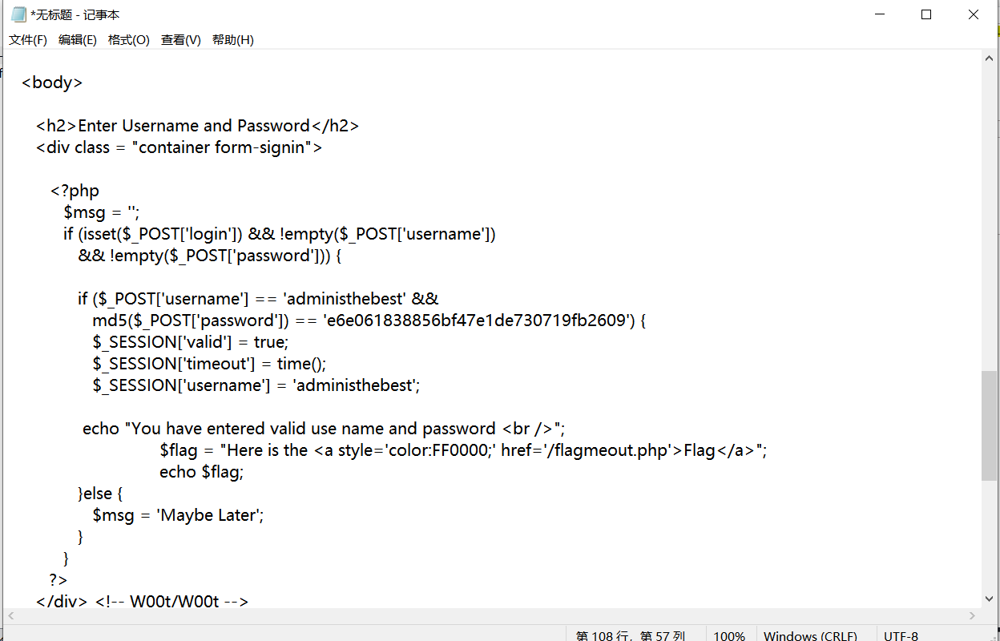 *无标题 - 记事本
文件(F) 编辑(E) 格式(O) 查看(V) 帮助(H)
<body>
<h2>Enter Username and Password</h2>
<div class = "container form-signin">
<?php
$msg = '';
if (isset($_POST['login']) && !empty($_POST['username'])
&& !empty($_POST['password'])) {
if ($_POST['username'] == 'administhebest' &&
md5($_POST['password']) == 'e6e061838856bf47e1de730719fb2609') {
$_SESSION['valid'] = true;
$_SESSION['timeout'] = time();
$_SESSION['username'] = 'administhebest';
echo "You have entered valid use name and password <br />";
$flag = "Here is the <a style='color:FF0000;' href='/flagmeout.php'>Flag</a>";
echo $flag;
}else {
$msg = 'Maybe Later';
}
}
?>
</div> <!-- W00t/W00t -->
第 108 行，第 57 列 100% Windows (CRLF) UTF-8